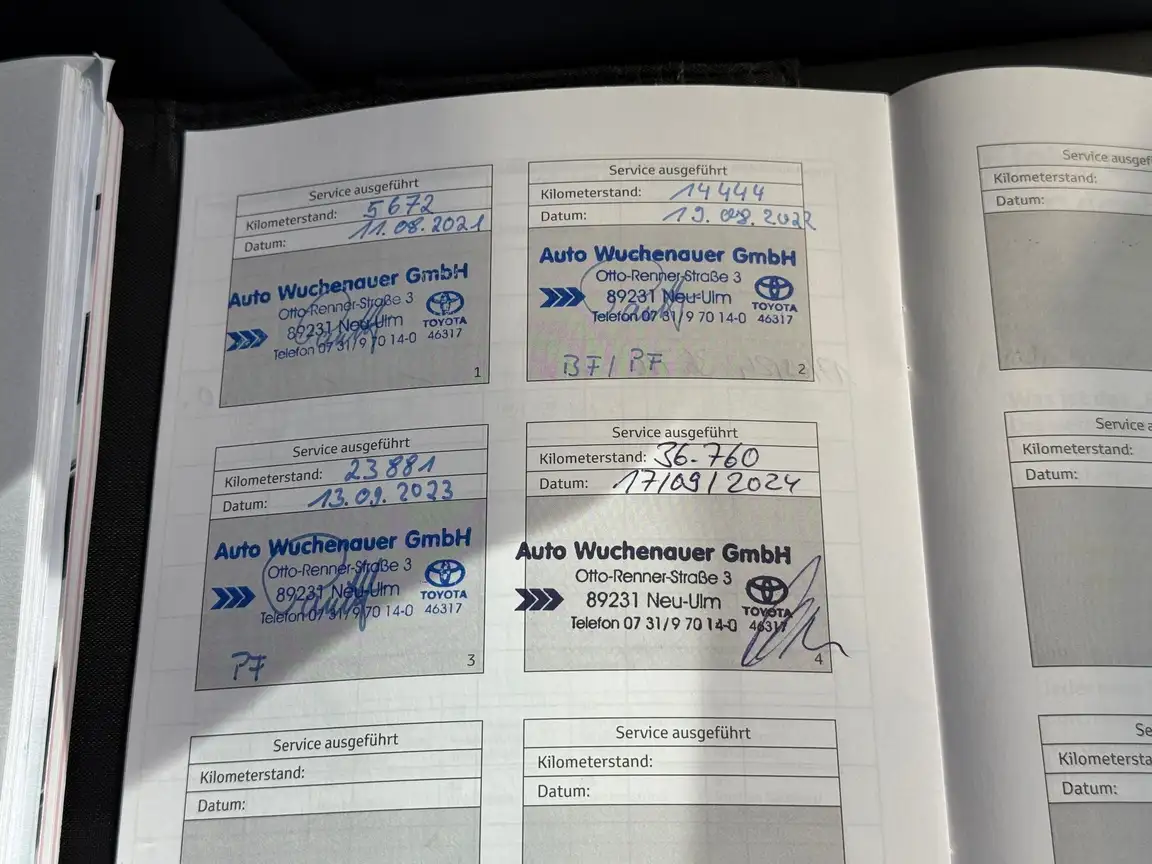 Service ausgeführt
Kilometerstand: 5672
Datum: 11.08.2021
Auto Wuchenauer GmbH
Otto-Renner-Straße 3
89231 Neu-Ulm
Telefon 07 31/9 70 14-0
TOYOTA
46317
1
Service ausgeführt
Kilometerstand: 14444
Datum: 19.08.2022
Auto Wuchenauer GmbH
Otto-Renner-Straße 3
89231 Neu-Ulm
Telefon 07 31/9 70 14-0
TOYOTA
46317
BF/PF
2
Service ausgeführt
Kilometerstand: 23881
Datum: 13.09.2023
Auto Wuchenauer GmbH
Otto-Renner-Straße 3
89231 Neu-Ulm
Telefon 07 31/9 70 14-0
TOYOTA
46317
PF
3
Service ausgeführt
Kilometerstand: 36.760
Datum: 17/09/2024
Auto Wuchenauer GmbH
Otto-Renner-Straße 3
89231 Neu-Ulm
Telefon 07 31/9 70 14-0
TOYOTA
46317
4
Service ausgeführt
Kilometerstand:
Datum:
Service ausgeführt
Kilometerstand:
Datum:
Service ausgef
Kilometerstand:
Datum:
Service a
Kilometerstand:
Datum:
Se
Kilometersta
Datum: